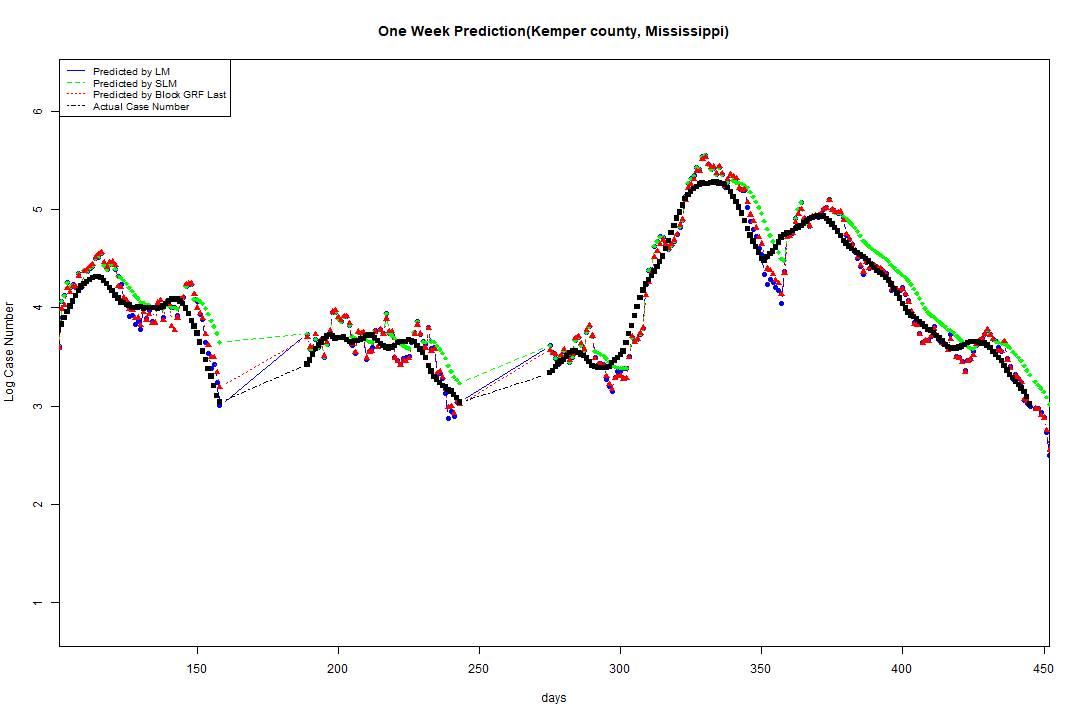 One Week Prediction(Kemper county, Mississippi)
Predicted by LM
Predicted by SLM
Predicted by Block GRF Last
Actual Case Number
Log Case Number
6
5
4
3
2
1
150 200 250 300 350 400 450
days